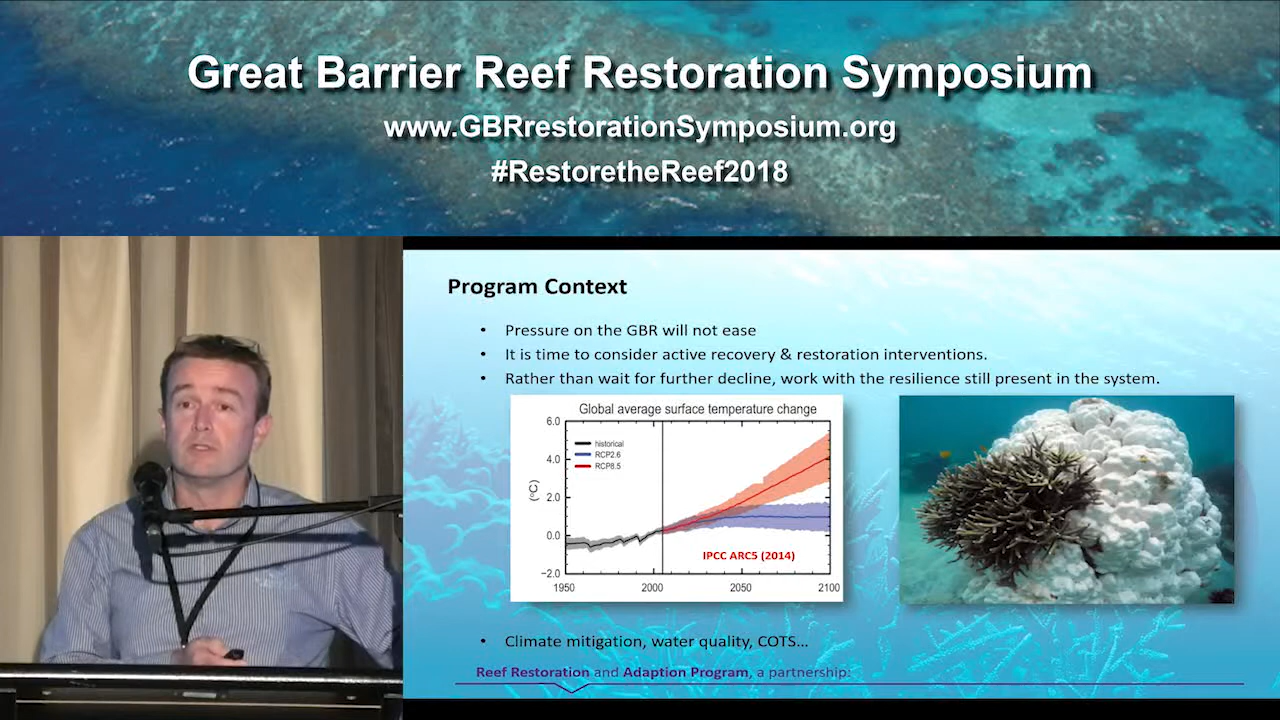 Great Barrier Reef Restoration Symposium
www.GBRrestorationSymposium.org
#RestoretheReef2018
Program Context
• Pressure on the GBR will not ease
• It is time to consider active recovery & restoration interventions.
• Rather than wait for further decline, work with the resilience still present in the system.
Global average surface temperature change
6.0
historical
RCP2.6
RCP8.5
4.0
(°C)
2.0
0.0
IPCC ARC5 (2014)
−2.0
1950 2000 2050 2100
• Climate mitigation, water quality, COTS...
Reef Restoration and Adaption Program, a partnership: